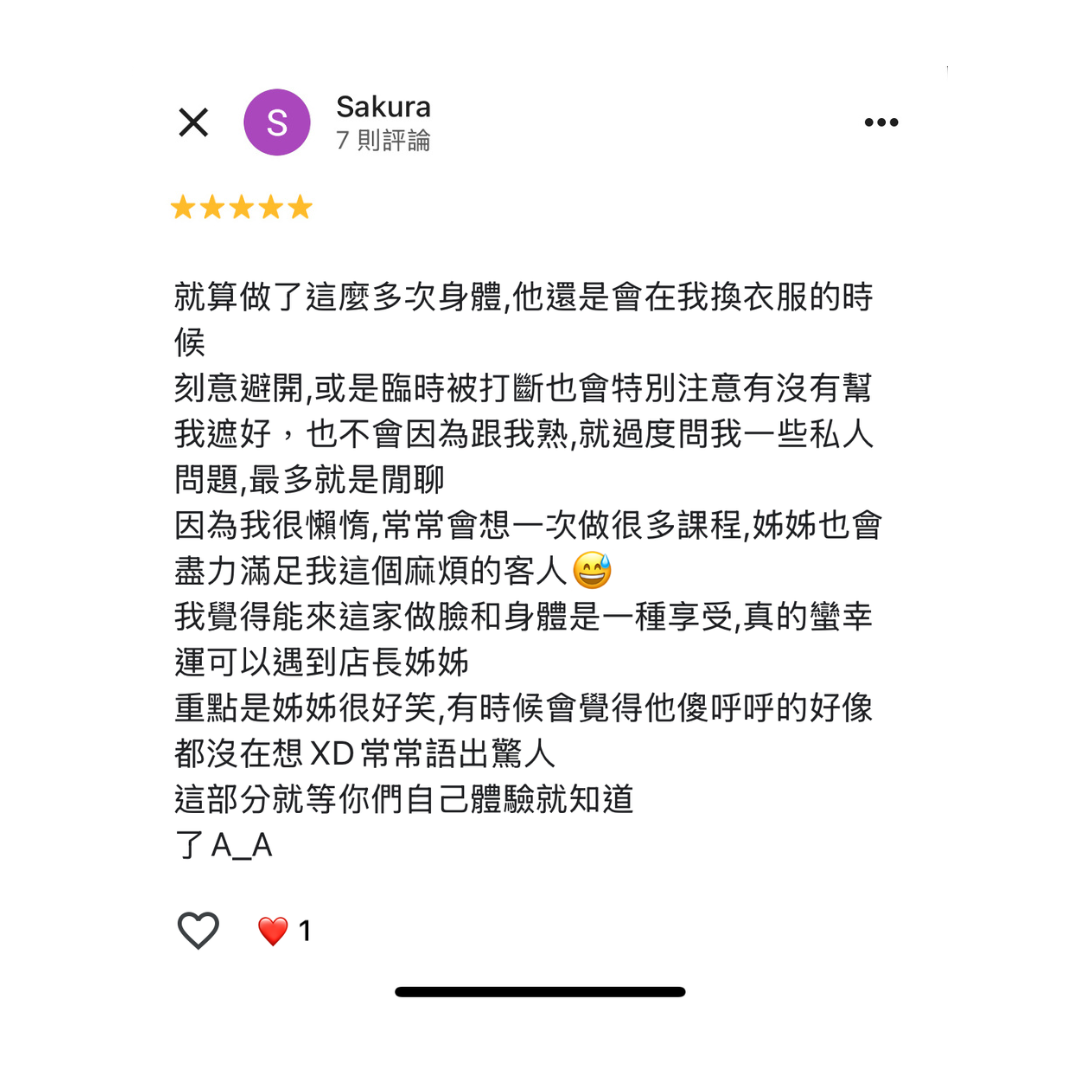 Sakura
S
7 則評論
就算做了這麼多次身體,他還是會在我換衣服的時
候
刻意避開,或是臨時被打斷也會特別注意有沒有幫
我遮好，也不會因為跟我熟,就過度問我一些私人
問題,最多就是閒聊
因為我很懶惰,常常會想一次做很多課程,姊姊也會
盡力滿足我這個麻煩的客人😅
我覺得能來這家做臉和身體是一種享受,真的蠻幸
運可以遇到店長姊姊
重點是姊姊很好笑,有時候會覺得他傻呼呼的好像
都沒在想XD常常語出驚人
這部分就等你們自己體驗就知道
了A_A
❤️ 1